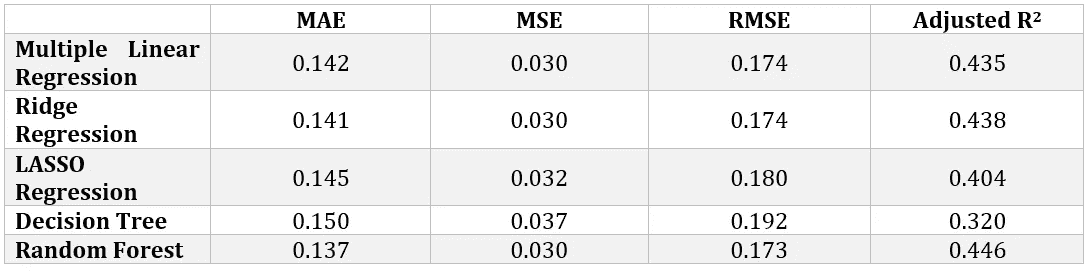 MAE MSE RMSE Adjusted R²
Multiple Linear
Regression 0.142 0.030 0.174 0.435
Ridge
Regression 0.141 0.030 0.174 0.438
LASSO
Regression 0.145 0.032 0.180 0.404
Decision Tree 0.150 0.037 0.192 0.320
Random Forest 0.137 0.030 0.173 0.446